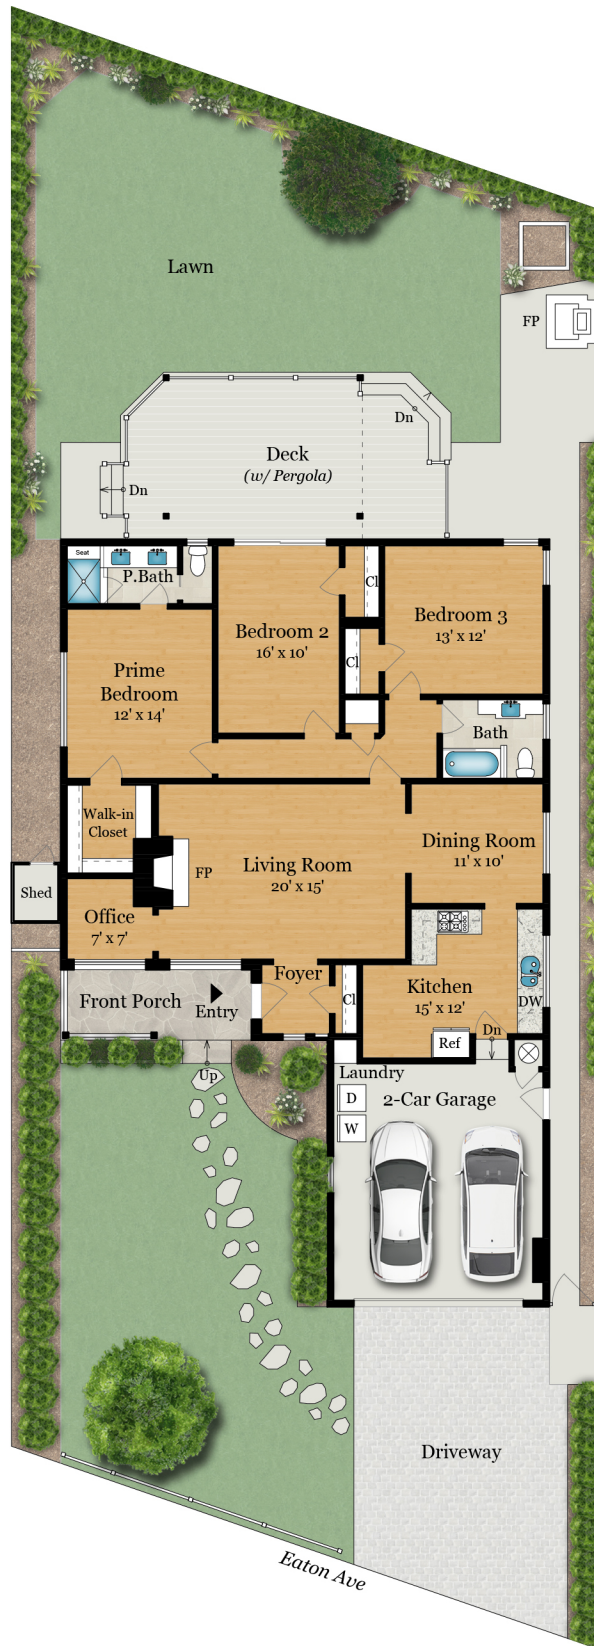 Lawn
FP
Dn
Deck
(w/ Pergola)
Dn
Seat
P.Bath
Cl
Bedroom 2
16' x 10'
Bedroom 3
13' x 12'
Cl
Prime
Bedroom
12' x 14'
Bath
Walk-in
Closet
Dining Room
11' x 10'
Living Room
20' x 15'
FP
Shed
Office
7' x 7'
Foyer
Kitchen
15' x 12'
Front Porch
Entry
Cl
DW
Dn
Ref
Up
Laundry
D
2-Car Garage
W
Driveway
Eaton Ave